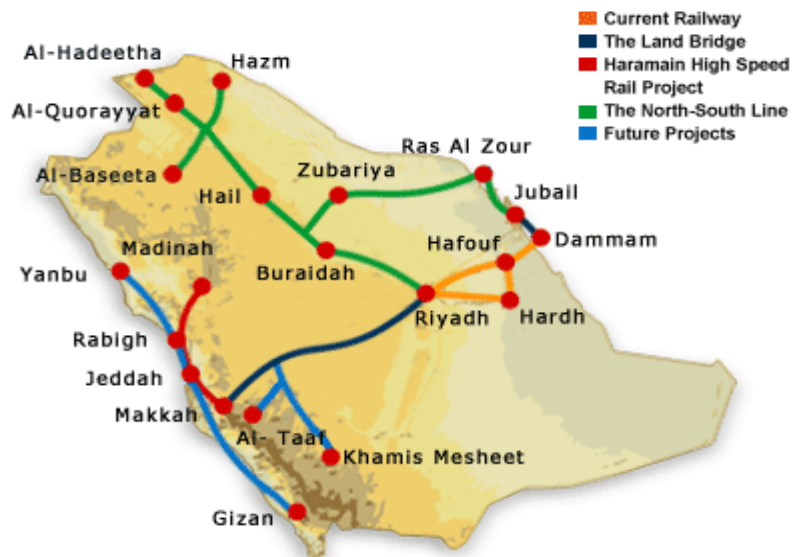 Current Railway
The Land Bridge
Haramain High Speed
Rail Project
The North-South Line
Future Projects
Al-Hadeetha
Hazm
Al-Quorayyat
Ras Al Zour
Al-Baseeta
Zubariya
Hail
Jubail
Madinah
Hafouf
Dammam
Yanbu
Buraidah
Riyadh
Hardh
Rabigh
Jeddah
Makkah
Al- Taaf
Khamis Mesheet
Gizan